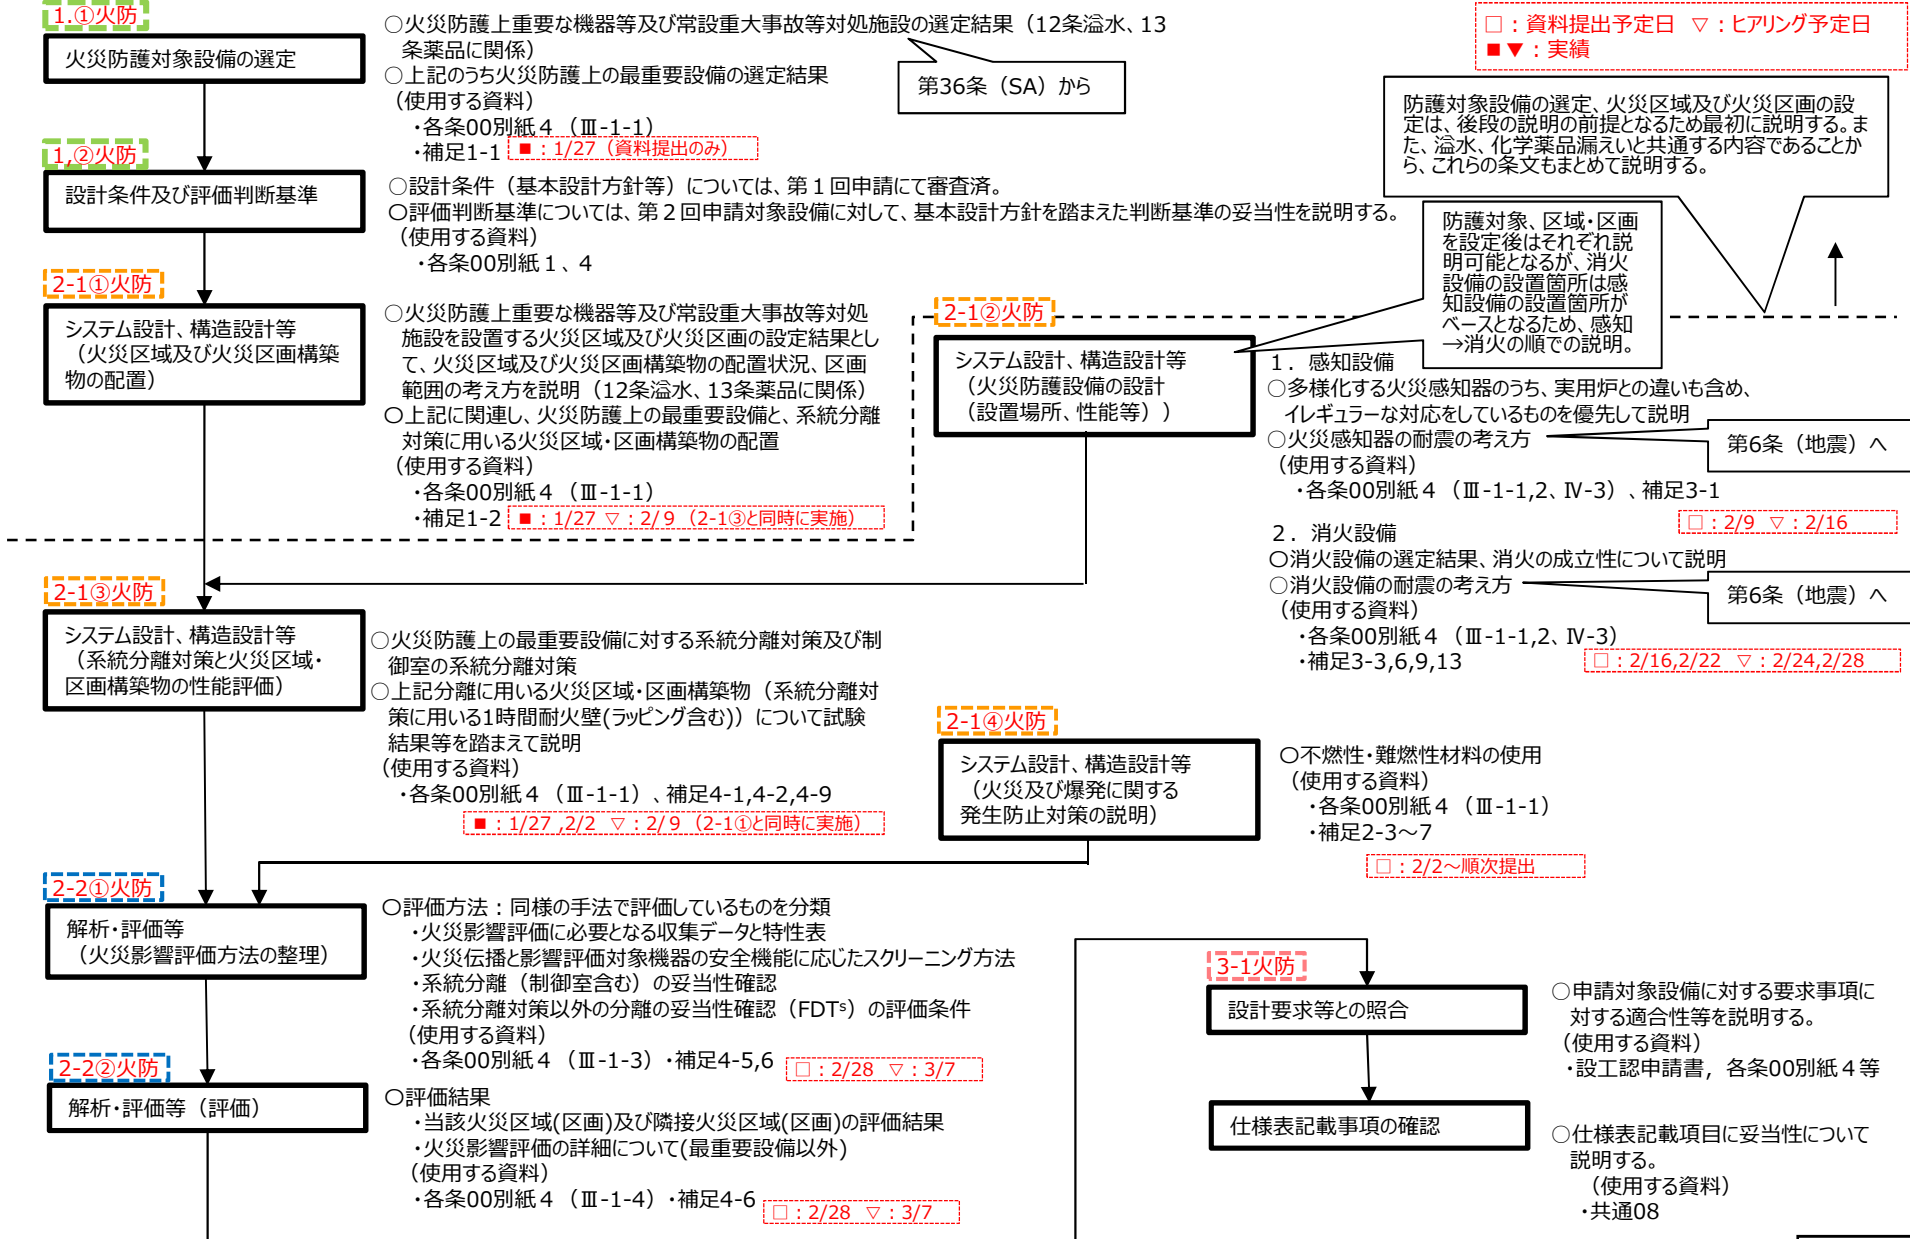 1.①火防
火災防護対象設備の選定
○火災防護上重要な機器等及び常設重大事故等対処施設の選定結果（12条溢水、13
条薬品に関係）
○上記のうち火災防護上の最重要設備の選定結果
（使用する資料）
・各条00別紙４（Ⅲ-1-1）
・補足1-1
■：1/27（資料提出のみ）
第36条（SA）から
□：資料提出予定日 ▽：ヒアリング予定日
■▼：実績
防護対象設備の選定、火災区域及び火災区画の設
定は、後段の説明の前提となるため最初に説明する。ま
た、溢水、化学薬品漏えいと共通する内容であることか
ら、これらの条文もまとめて説明する。
1,②火防
設計条件及び評価判断基準
○設計条件（基本設計方針等）については、第１回申請にて審査済。
○評価判断基準については、第２回申請対象設備に対して、基本設計方針を踏まえた判断基準の妥当性を説明する。
（使用する資料）
・各条00別紙１、４
防護対象、区域・区画
を設定後はそれぞれ説
明可能となるが、消火
設備の設置箇所は感
知設備の設置箇所が
ベースとなるため、感知
→消火の順での説明。
2-1①火防
システム設計、構造設計等
（火災区域及び火災区画構築
物の配置）
○火災防護上重要な機器等及び常設重大事故等対処
施設を設置する火災区域及び火災区画の設定結果とし
て、火災区域及び火災区画構築物の配置状況、区画
範囲の考え方を説明（12条溢水、13条薬品に関係）
○上記に関連し、火災防護上の最重要設備と、系統分離
対策に用いる火災区域・区画構築物の配置
（使用する資料）
・各条00別紙４（Ⅲ-1-1）
・補足1-2
■：1/27 ▽：2/９（2-1③と同時に実施）
2-1②火防
システム設計、構造設計等
（火災防護設備の設計
（設置場所、性能等））
１．感知設備
○多様化する火災感知器のうち、実用炉との違いも含め、
イレギュラーな対応をしているものを優先して説明
○火災感知器の耐震の考え方
（使用する資料）
・各条00別紙４（Ⅲ-1-1,2、Ⅳ-3）、補足3-1
第6条（地震）へ
□：2/9 ▽：2/16
２．消火設備
○消火設備の選定結果、消火の成立性について説明
○消火設備の耐震の考え方
（使用する資料）
・各条00別紙４（Ⅲ-1-1,2、Ⅳ-3）
・補足3-3,6,9,13
第6条（地震）へ
□：2/16,2/22 ▽：2/24,2/28
2-1③火防
システム設計、構造設計等
（系統分離対策と火災区域・
区画構築物の性能評価）
○火災防護上の最重要設備に対する系統分離対策及び制
御室の系統分離対策
○上記分離に用いる火災区域・区画構築物（系統分離対
策に用いる1時間耐火壁(ラッピング含む)）について試験
結果等を踏まえて説明
（使用する資料）
・各条00別紙４（Ⅲ-1-1）、補足4-1,4-2,4-9
■：1/27 ,2/2 ▽：2/９（2-1①と同時に実施）
2-1④火防
システム設計、構造設計等
（火災及び爆発に関する
発生防止対策の説明）
○不燃性・難燃性材料の使用
（使用する資料）
・各条00別紙４（Ⅲ-1-1）
・補足2-3～7
□：2/2～順次提出
2-2①火防
解析・評価等
（火災影響評価方法の整理）
○評価方法：同様の手法で評価しているものを分類
・火災影響評価に必要となる収集データと特性表
・火災伝播と影響評価対象機器の安全機能に応じたスクリーニング方法
・系統分離（制御室含む）の妥当性確認
・系統分離対策以外の分離の妥当性確認（FDTˢ）の評価条件
（使用する資料）
・各条00別紙４（Ⅲ-1-3）・補足4-5,6
□：2/28 ▽：3/7
2-2②火防
解析・評価等（評価）
○評価結果
・当該火災区域(区画)及び隣接火災区域(区画)の評価結果
・火災影響評価の詳細について(最重要設備以外)
（使用する資料）
・各条00別紙４（Ⅲ-1-4）・補足4-6
□：2/28 ▽：3/7
3-1火防
設計要求等との照合
○申請対象設備に対する要求事項に
対する適合性等を説明する。
（使用する資料）
・設工認申請書，各条00別紙４等
仕様表記載事項の確認
○仕様表記載項目に妥当性について
説明する。
（使用する資料）
・共通08